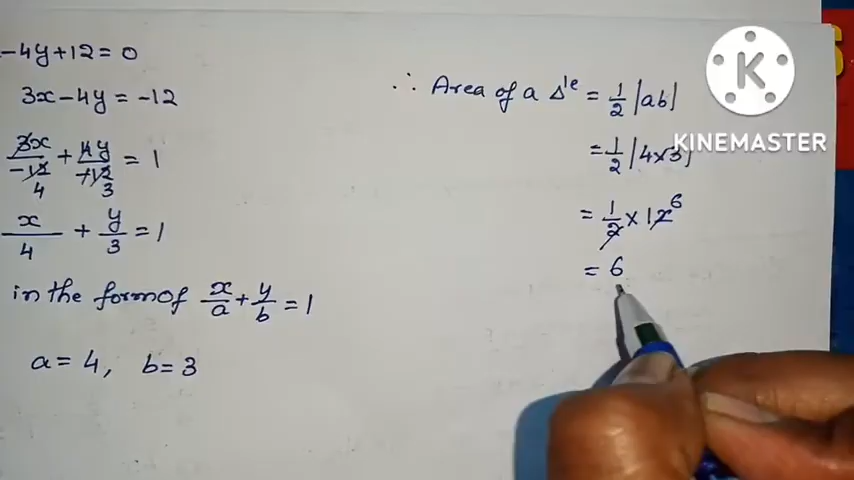 -4y+12=0
3x-4y=-12
3x/-12 + 4y/+12 = 1
4 3
x/4 + y/3 = 1
in the form of x/a + y/b = 1
a=4, b=3
∴ Area of a Δle = 1/2 |ab|
= 1/2 |4×3|
= 1/2 × 12 6
= 6
K
KINEMASTER